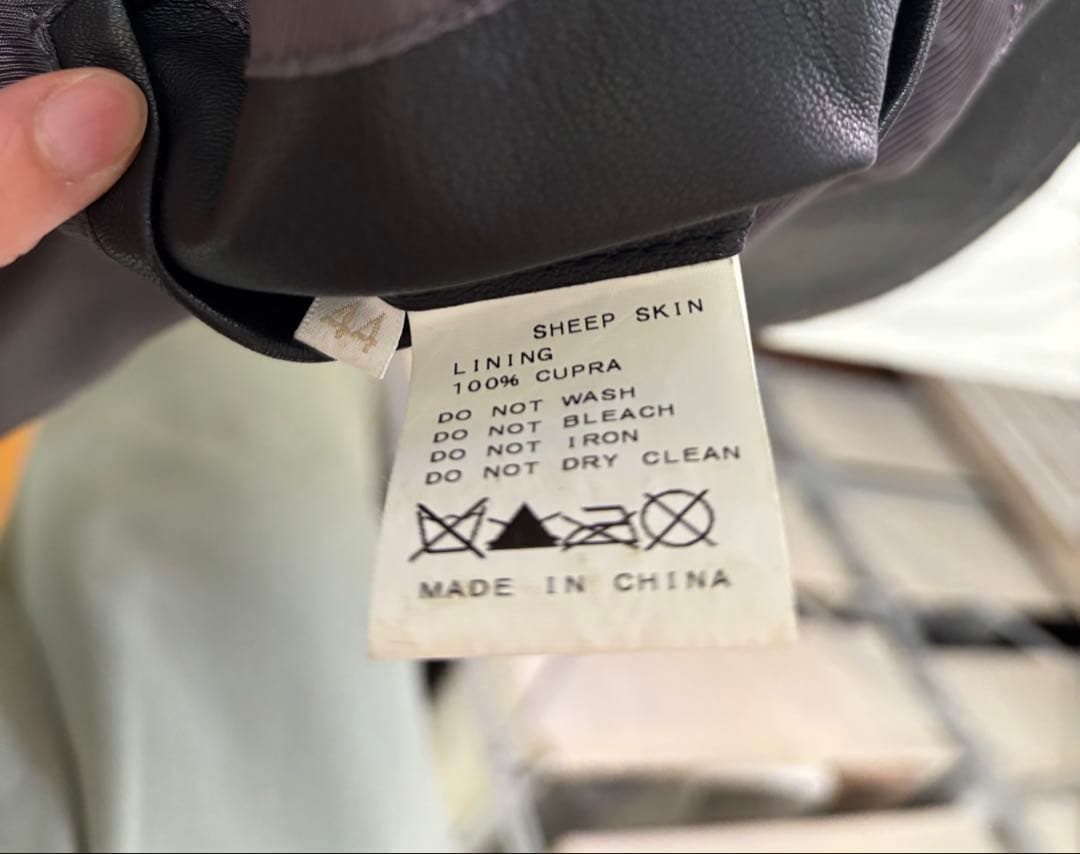 44
SHEEP SKIN
LINING
100% CUPRA
DO NOT WASH
DO NOT BLEACH
DO NOT IRON
DO NOT DRY CLEAN
MADE IN CHINA